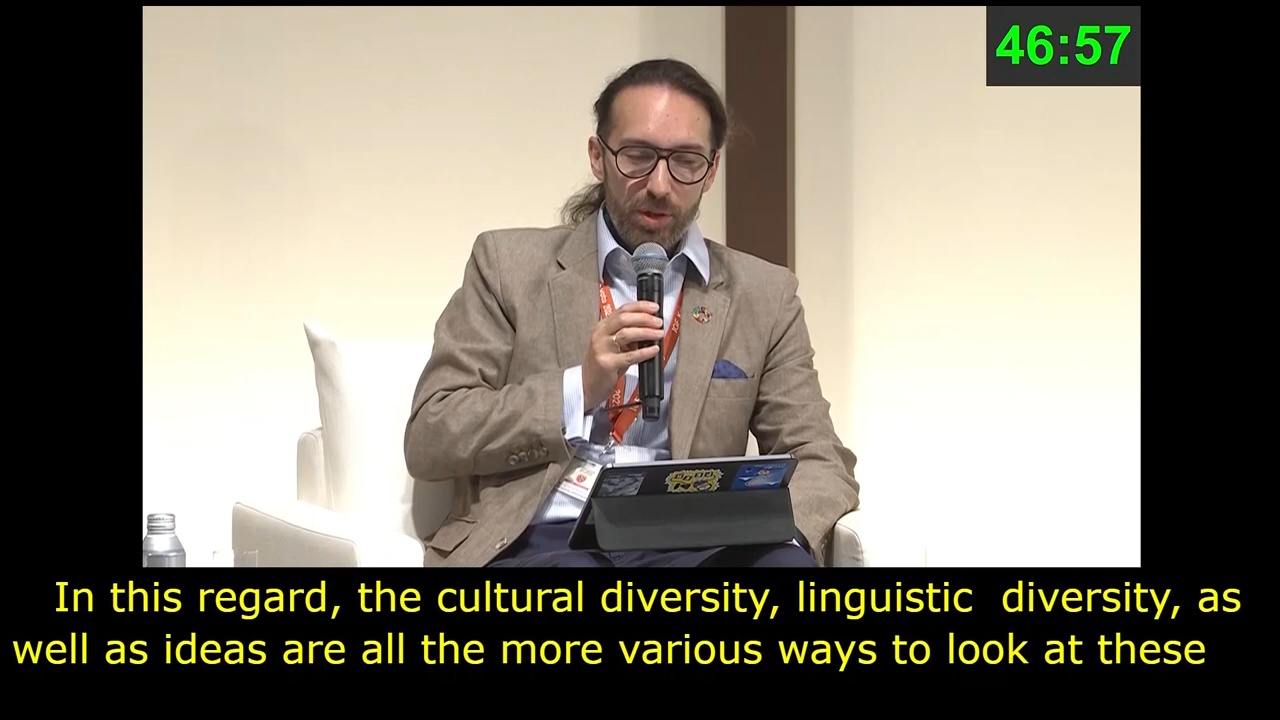 46:57
In this regard, the cultural diversity, linguistic diversity, as
well as ideas are all the more various ways to look at these